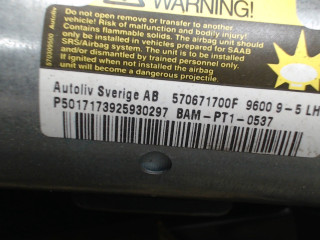 WARNING!
Do not open remove or transfer to another
vehicle! Risk of malfunction and bodily injury!
Contains flammable solids. The airbag unit should
only be installed in vehicles prepared for SAAB
SRS/Airbag system. The unit is to be installed
and/or dismantled by trained personnel only.
If ignited when not installed the airbag
unit will become a dangerous projectile.
Autoliv Sverige AB 570671700F 9600 9-5 LH
P5017173925930297 BAM-PT1-0537